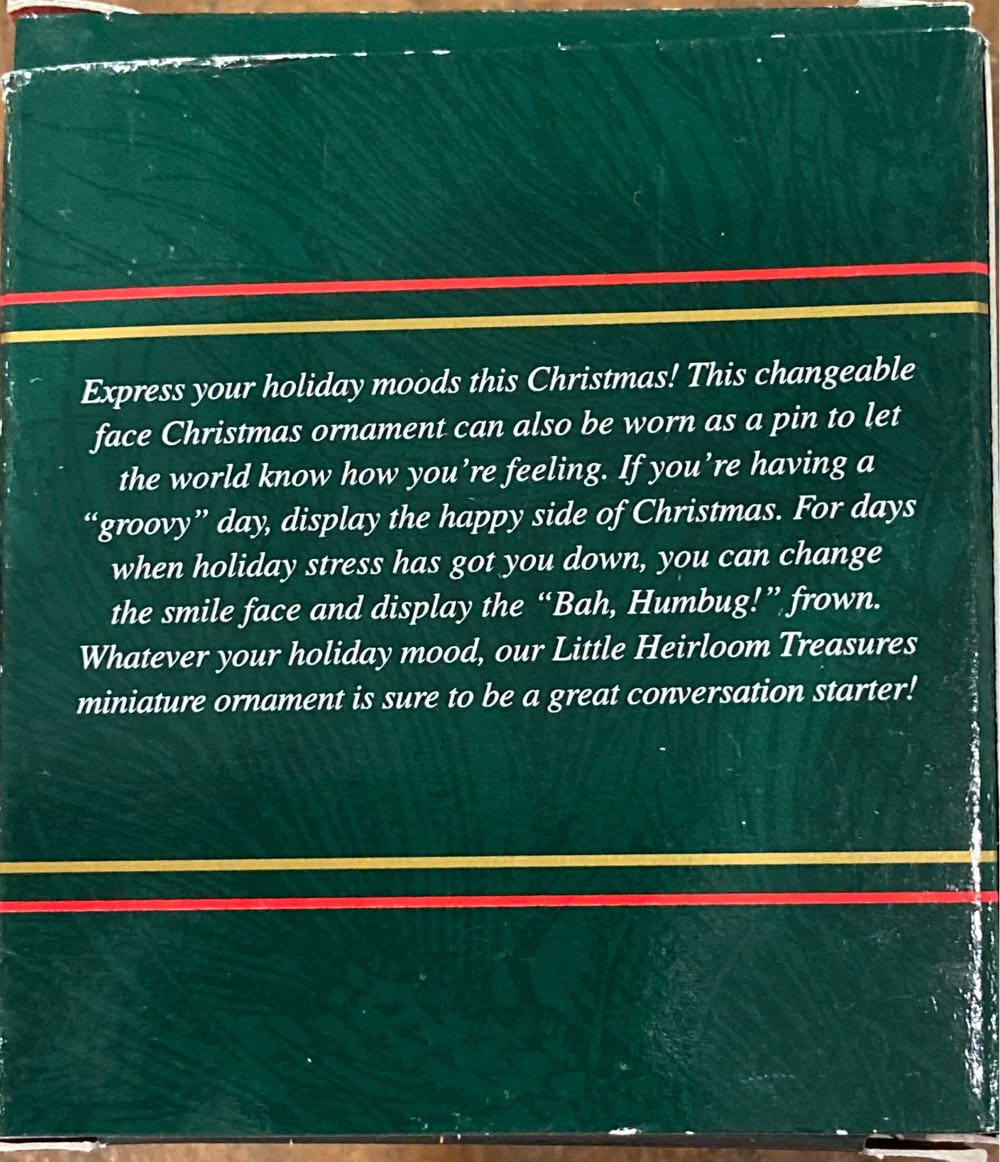 Express your holiday moods this Christmas! This changeable
face Christmas ornament can also be worn as a pin to let
the world know how you're feeling. If you're having a
“groovy” day, display the happy side of Christmas. For days
when holiday stress has got you down, you can change
the smile face and display the “Bah, Humbug!” frown.
Whatever your holiday mood, our Little Heirloom Treasures
miniature ornament is sure to be a great conversation starter!